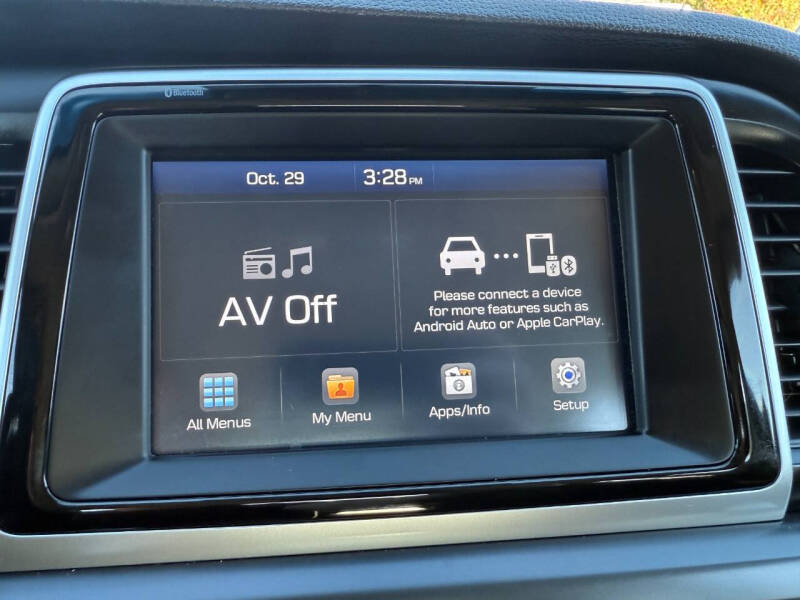 Bluetooth
Oct. 29
3:28 PM
AV Off
Please connect a device
for more features such as
Android Auto or Apple CarPlay.
All Menus
My Menu
Apps/Info
Setup